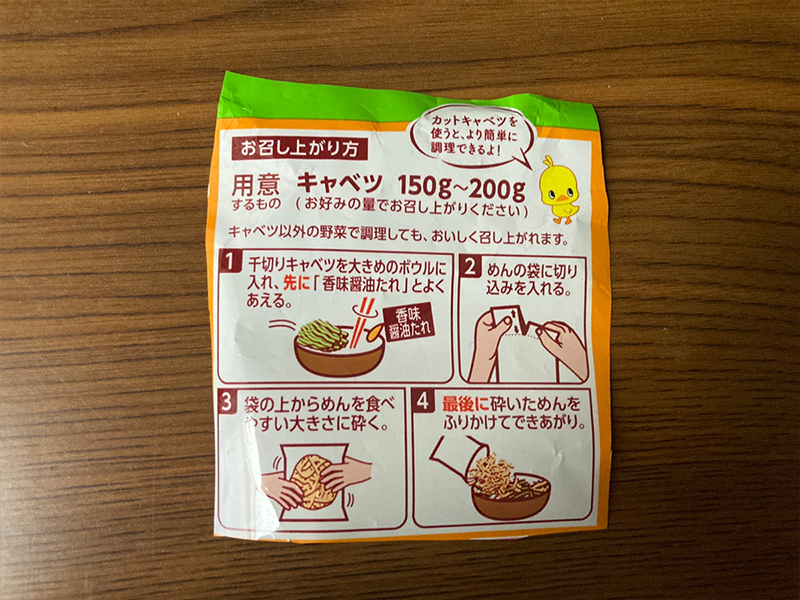 カットキャベツを
使うと、より簡単に
調理できるよ！
お召し上がり方
用意 キャベツ 150g～200g
するもの （お好みの量でお召し上がりください）
キャベツ以外の野菜で調理しても、おいしく召し上がれます。
1 千切りキャベツを大きめのボウルに
入れ、先に「香味醤油たれ」とよく
あえる。
香味
醤油たれ
2 めんの袋に切り
込みを入れる。
3 袋の上からめんを食べ
やすい大きさに砕く。
4 最後に砕いためんを
ふりかけてできあがり。